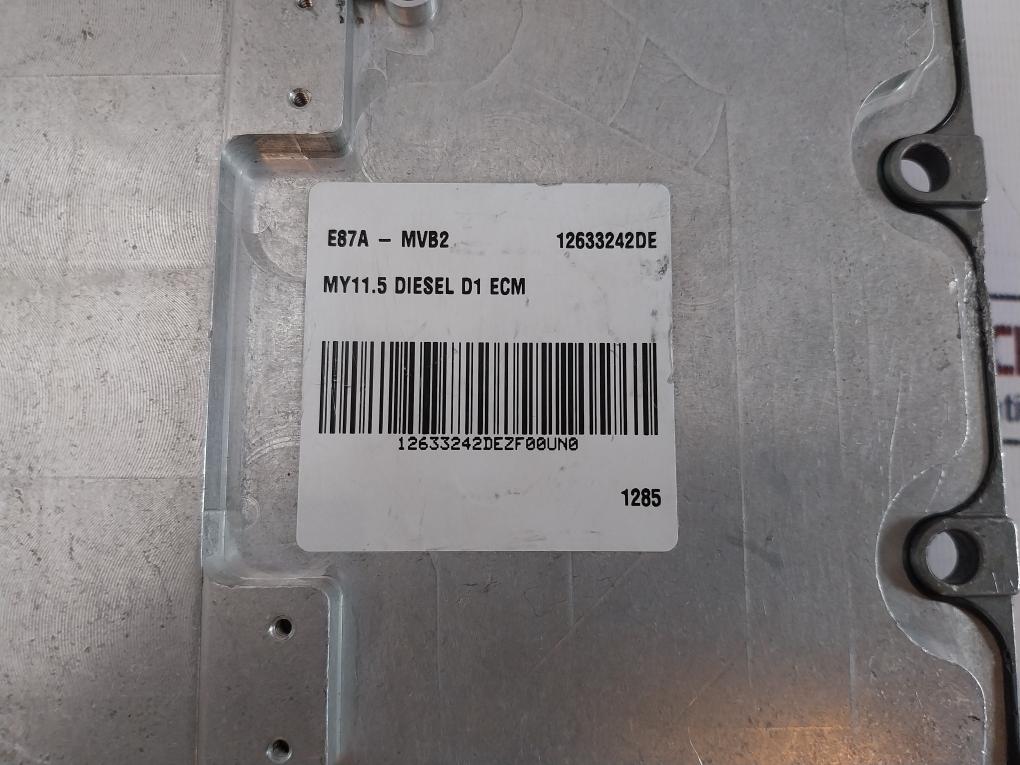 E87A – MVB2 12633242DE
MY11.5 DIESEL D1 ECM
12633242DEZF00UN0
1285